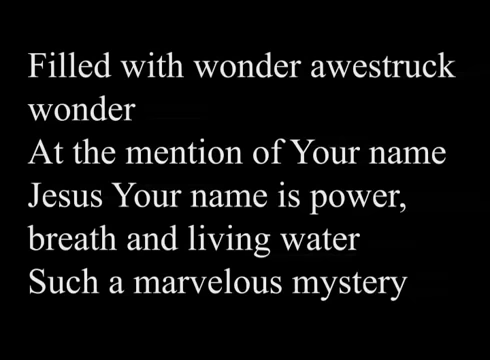 Filled with wonder awestruck
wonder
At the mention of Your name
Jesus Your name is power,
breath and living water
Such a marvelous mystery